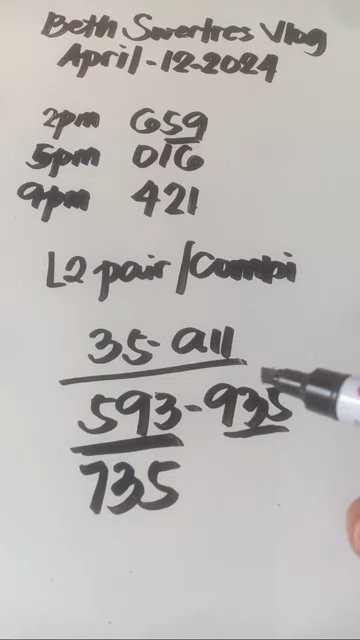 Beth Swertres Vlog
April-12-2024
2pm 659
5pm 016
9pm 421
L2 pair/Combi
35-all
593-935
735